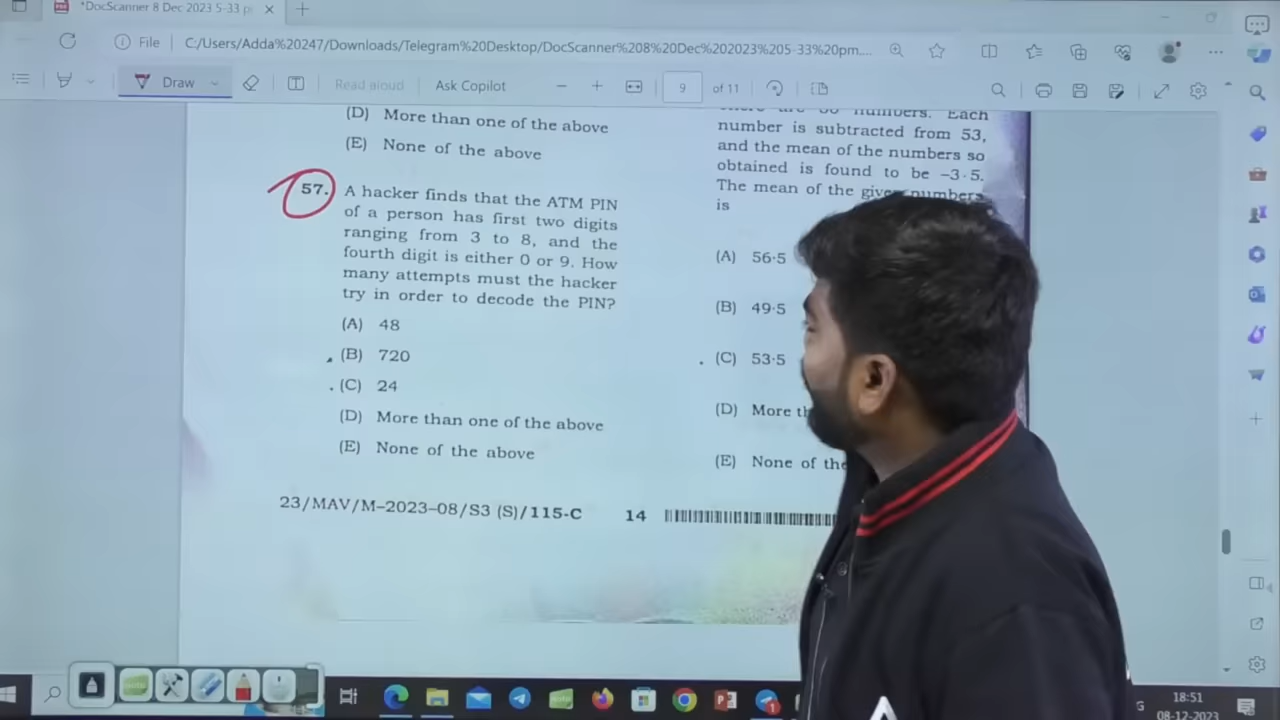 *DocScanner 8 Dec 2023 5-33 p
File
C:/Users/Adda%20247/Downloads/Telegram%20Desktop/DocScanner%208%20Dec%202023%205-33%20pm....
Draw
Read aloud
Ask Copilot
9
of 11
(D) More than one of the above
(E) None of the above
57. A hacker finds that the ATM PIN
of a person has first two digits
ranging from 3 to 8, and the
fourth digit is either 0 or 9. How
many attempts must the hacker
try in order to decode the PIN?
(A) 48
(B) 720
(C) 24
(D) More than one of the above
(E) None of the above
numbers. Each
number is subtracted from 53,
and the mean of the numbers so
obtained is found to be –3·5.
The mean of the given numbers
is
(A) 56·5
(B) 49·5
(C) 53·5
(D) More th
(E) None of the
23/MAV/M–2023–08/S3 (S)/115-C
14
G
18:51
08-12-2023